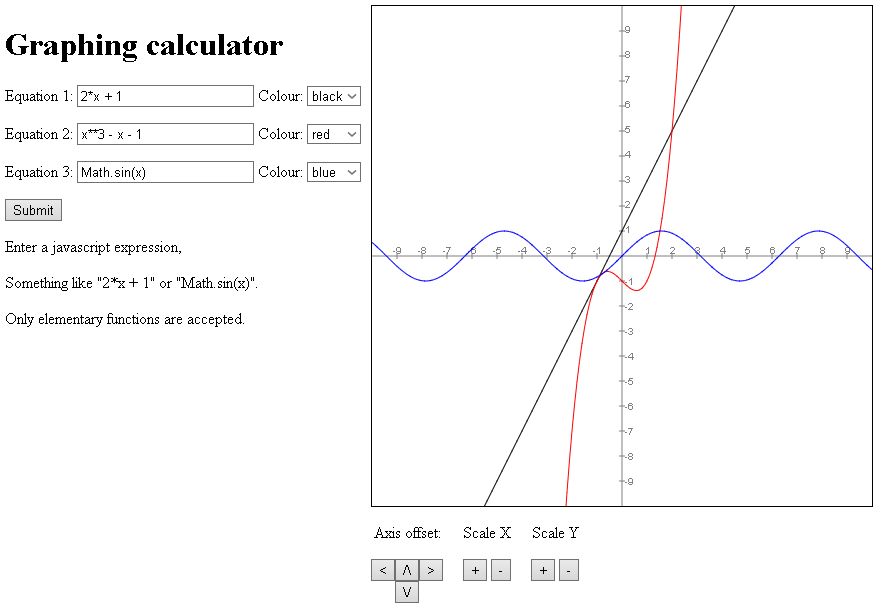 Graphing calculator
Equation 1: 2*x + 1 Colour: black
Equation 2: x**3 - x - 1 Colour: red
Equation 3: Math.sin(x) Colour: blue
Submit
Enter a javascript expression,
Something like "2*x + 1" or "Math.sin(x)".
Only elementary functions are accepted.
9
8
7
6
5
4
3
2
1
-9 -8 -7 -6 -5 -4 -3 -2 -1 1 2 3 4 5 6 7 8 9
-1
-2
-3
-4
-5
-6
-7
-8
-9
Axis offset: Scale X Scale Y
< Λ > + - + -
V